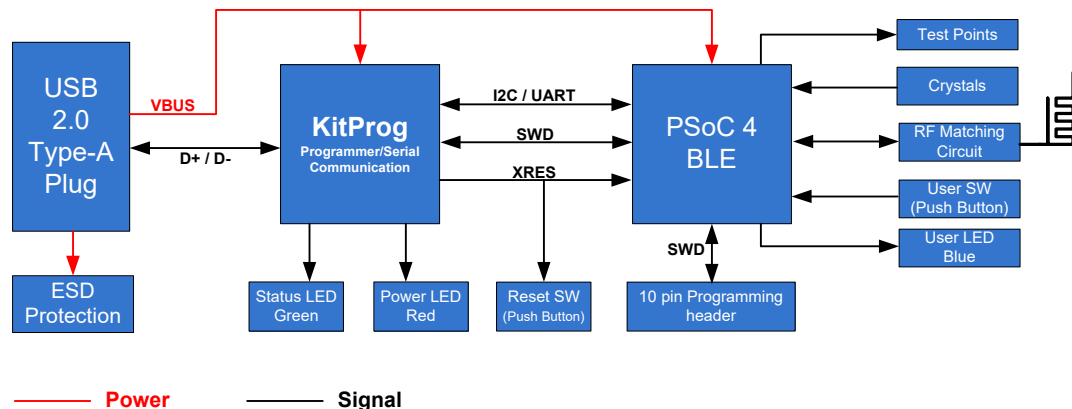 USB
2.0
Type-A
Plug
VBUS
D+ / D-
ESD
Protection
KitProg
Programmer/Serial
Communication
I2C / UART
SWD
XRES
Status LED
Green
Power LED
Red
Reset SW
(Push Button)
PSoC 4
BLE
SWD
10 pin Programming
header
Test Points
Crystals
RF Matching
Circuit
User SW
(Push Button)
User LED
Blue
Power
Signal